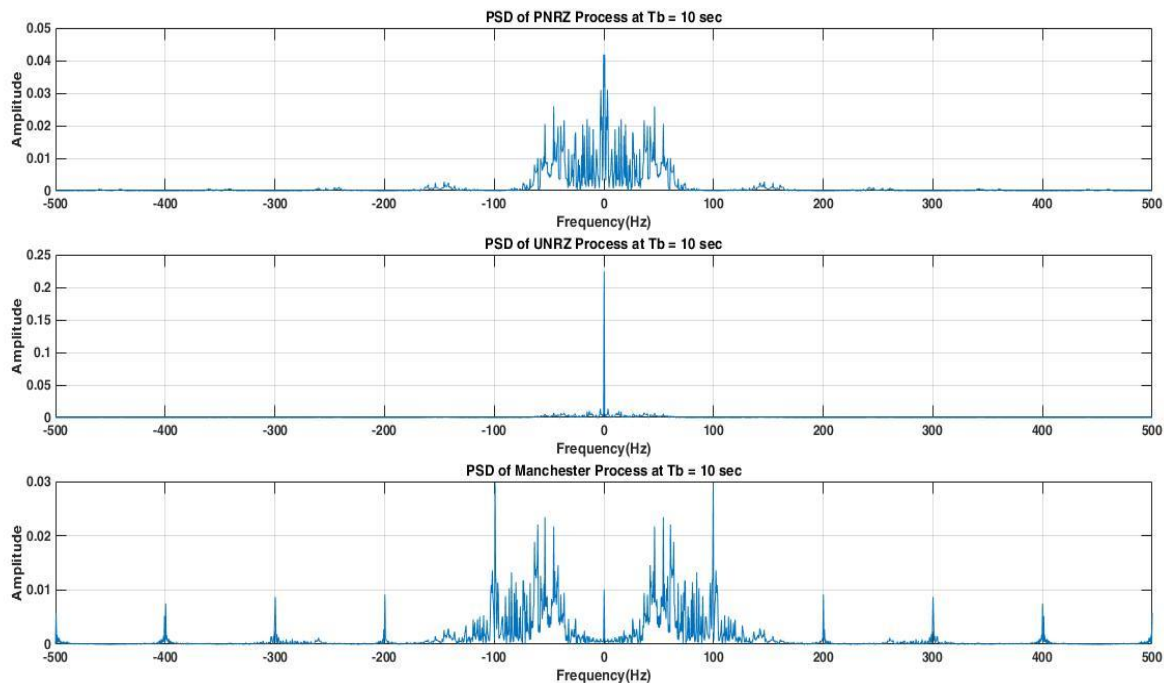 PSD of PNRZ Process at Tb = 10 sec
0.05
0.04
0.03
0.02
0.01
0
Amplitude
-500 -400 -300 -200 -100 0 100 200 300 400 500
Frequency(Hz)
PSD of UNRZ Process at Tb = 10 sec
0.25
0.2
0.15
0.1
0.05
0
Amplitude
-500 -400 -300 -200 -100 0 100 200 300 400 500
Frequency(Hz)
PSD of Manchester Process at Tb = 10 sec
0.03
0.02
0.01
0
Amplitude
-500 -400 -300 -200 -100 0 100 200 300 400 500
Frequency(Hz)